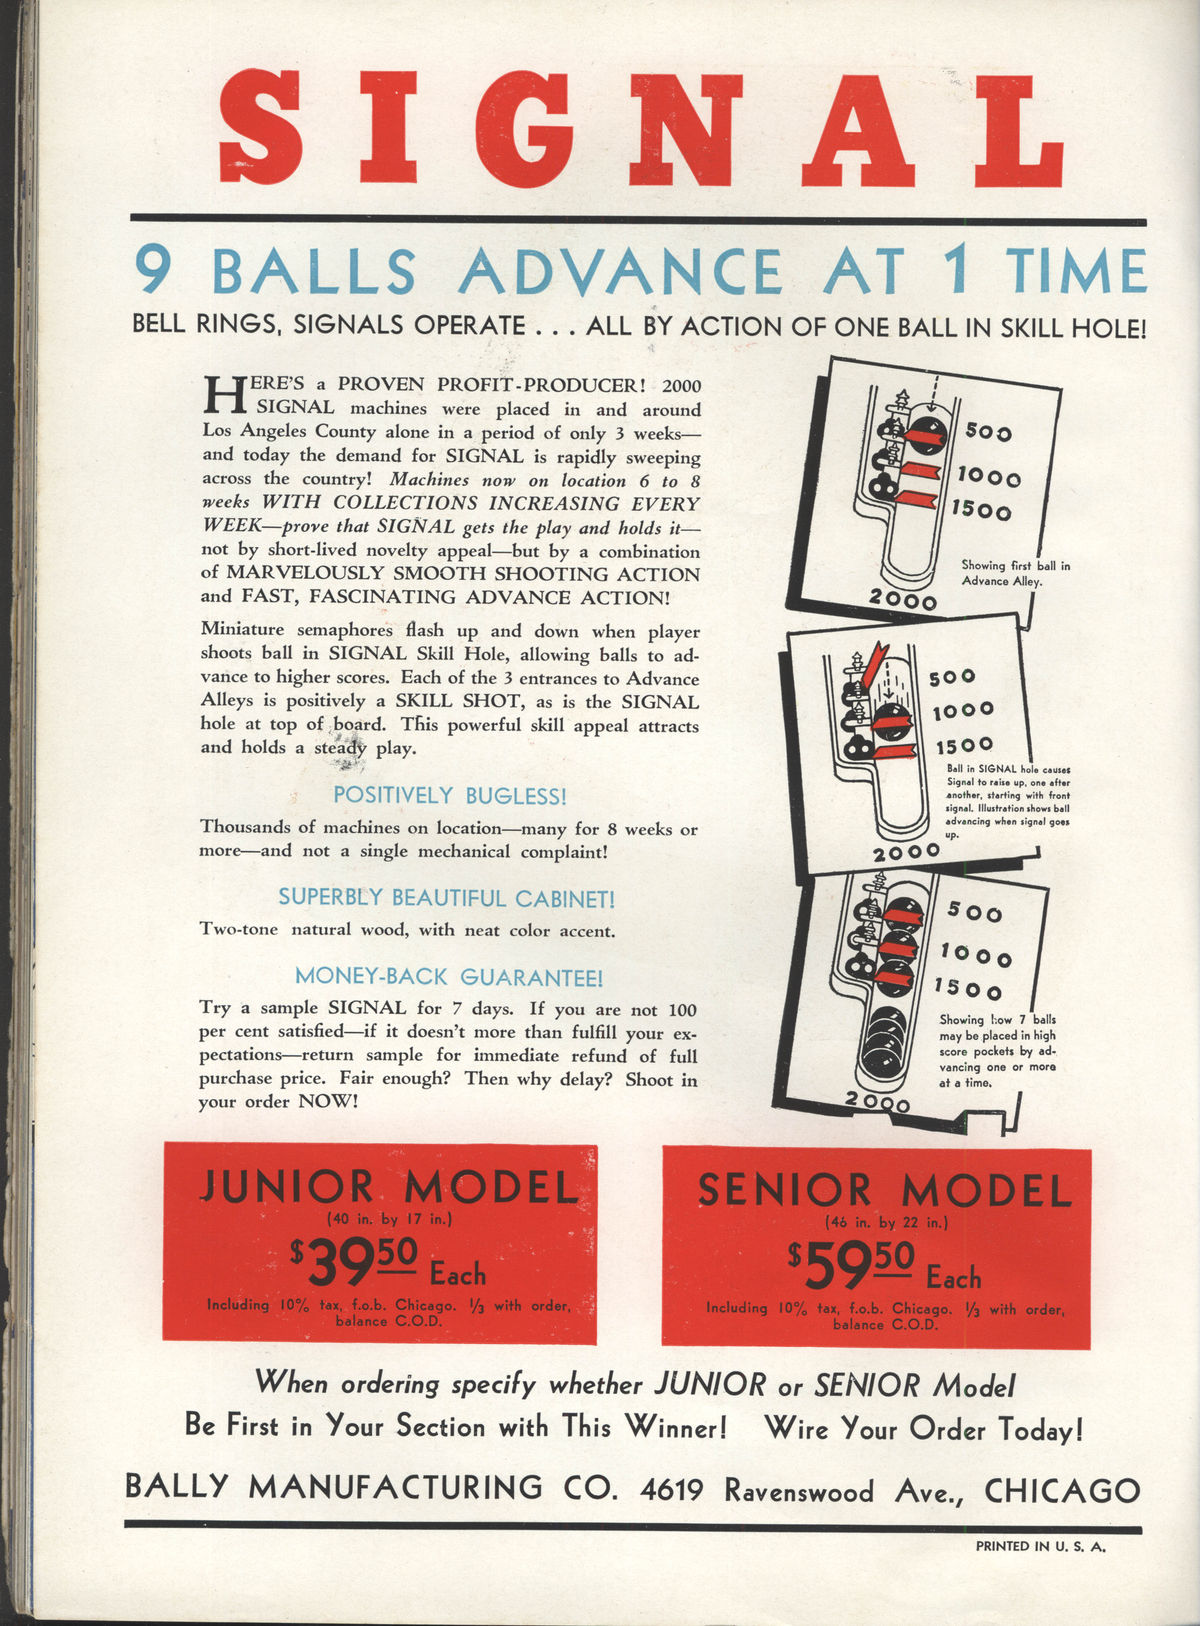 SIGNAL
9 BALLS ADVANCE AT 1 TIME
BELL RINGS, SIGNALS OPERATE . . . ALL BY ACTION OF ONE BALL IN SKILL HOLE!
HERE'S a PROVEN PROFIT-PRODUCER! 2000
SIGNAL machines were placed in and around
Los Angeles County alone in a period of only 3 weeks—
and today the demand for SIGNAL is rapidly sweeping
across the country! Machines now on location 6 to 8
weeks WITH COLLECTIONS INCREASING EVERY
WEEK—prove that SIGNAL gets the play and holds it—
not by short-lived novelty appeal—but by a combination
of MARVELOUSLY SMOOTH SHOOTING ACTION
and FAST, FASCINATING ADVANCE ACTION!
Miniature semaphores flash up and down when player
shoots ball in SIGNAL Skill Hole, allowing balls to ad-
vance to higher scores. Each of the 3 entrances to Advance
Alleys is positively a SKILL SHOT, as is the SIGNAL
hole at top of board. This powerful skill appeal attracts
and holds a steady play.
POSITIVELY BUGLESS!
Thousands of machines on location—many for 8 weeks or
more—and not a single mechanical complaint!
SUPERBLY BEAUTIFUL CABINET!
Two-tone natural wood, with neat color accent.
MONEY-BACK GUARANTEE!
Try a sample SIGNAL for 7 days. If you are not 100
per cent satisfied—if it doesn't more than fulfill your ex-
pectations—return sample for immediate refund of full
purchase price. Fair enough? Then why delay? Shoot in
your order NOW!
500
1000
1500
Showing first ball in
Advance Alley.
2000
500
1000
1500
Ball in SIGNAL hole causes
Signal to raise up, one after
another, starting with front
signal. Illustration shows ball
advancing when signal goes
up.
2000
500
1000
1500
Showing how 7 balls
may be placed in high
score pockets by ad-
vancing one or more
at a time.
2000
JUNIOR MODEL
(40 in. by 17 in.)
$3950 Each
Including 10% tax, f.o.b. Chicago. 1/3 with order,
balance C.O.D.
SENIOR MODEL
(46 in. by 22 in.)
$5950 Each
Including 10% tax, f.o.b. Chicago. 1/3 with order,
balance C.O.D.
When ordering specify whether JUNIOR or SENIOR Model
Be First in Your Section with This Winner! Wire Your Order Today!
BALLY MANUFACTURING CO. 4619 Ravenswood Ave., CHICAGO
PRINTED IN U. S. A.